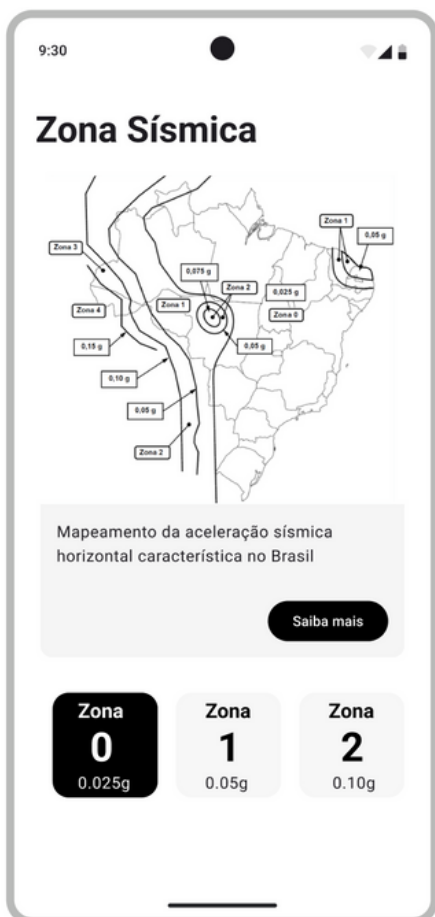 9:30
Zona Sísmica
Zona 1
0,05 g
Zona 3
0,075 g
Zona 2
0,025 g
Zona 1
Zona 4
Zona 0
0,15 g
0,05 g
0,10 g
0,05 g
Zona 2
Mapeamento da aceleração sísmica
horizontal característica no Brasil
Saiba mais
Zona
0
0.025g
Zona
1
0.05g
Zona
2
0.10g